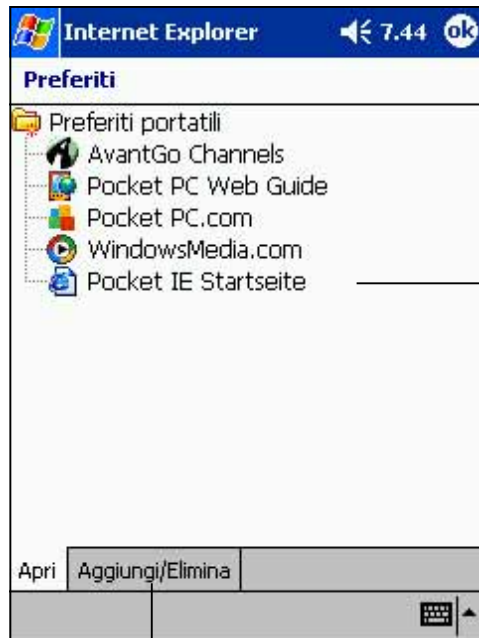 Internet Explorer 7.44 ok
Preferiti
Preferiti portatili
AvantGo Channels
Pocket PC Web Guide
Pocket PC.com
WindowsMedia.com
Pocket IE Startseite
Apri Aggiungi/Elimina